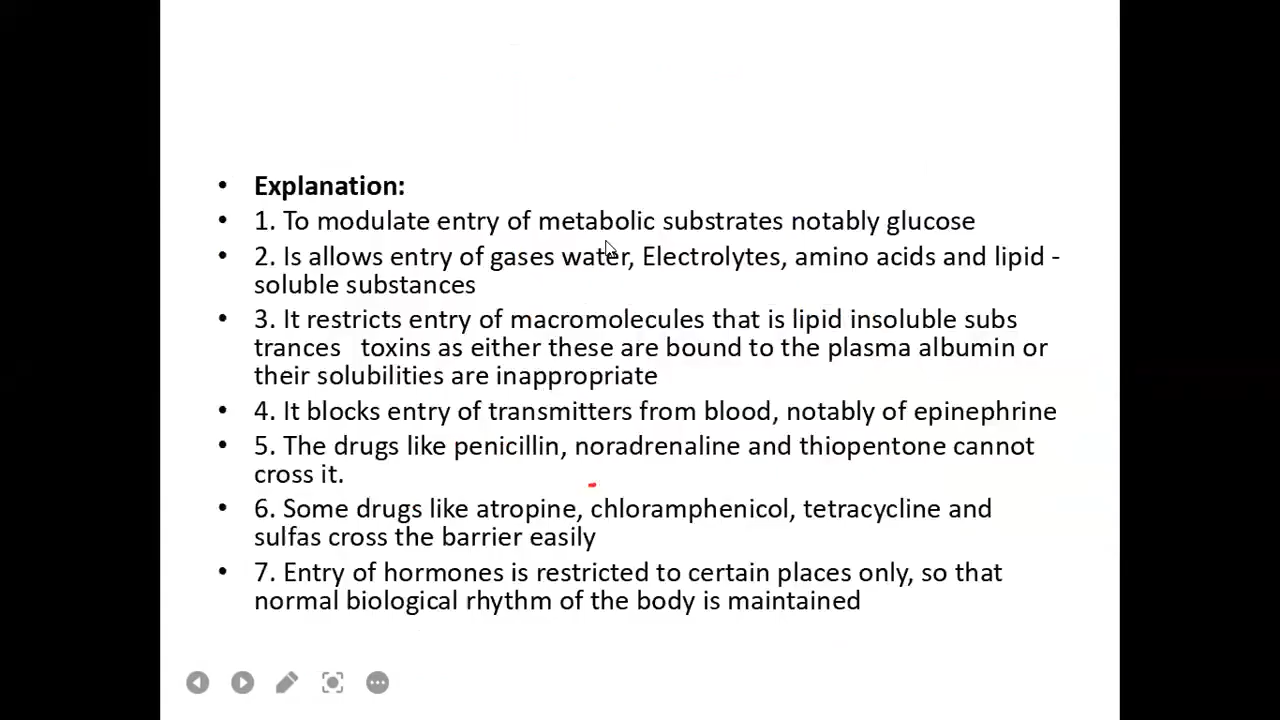 • Explanation:
• 1. To modulate entry of metabolic substrates notably glucose
• 2. Is allows entry of gases water, Electrolytes, amino acids and lipid -
soluble substances
• 3. It restricts entry of macromolecules that is lipid insoluble subs
trances   toxins as either these are bound to the plasma albumin or
their solubilities are inappropriate
• 4. It blocks entry of transmitters from blood, notably of epinephrine
• 5. The drugs like penicillin, noradrenaline and thiopentone cannot
cross it.
• 6. Some drugs like atropine, chloramphenicol, tetracycline and
sulfas cross the barrier easily
• 7. Entry of hormones is restricted to certain places only, so that
normal biological rhythm of the body is maintained